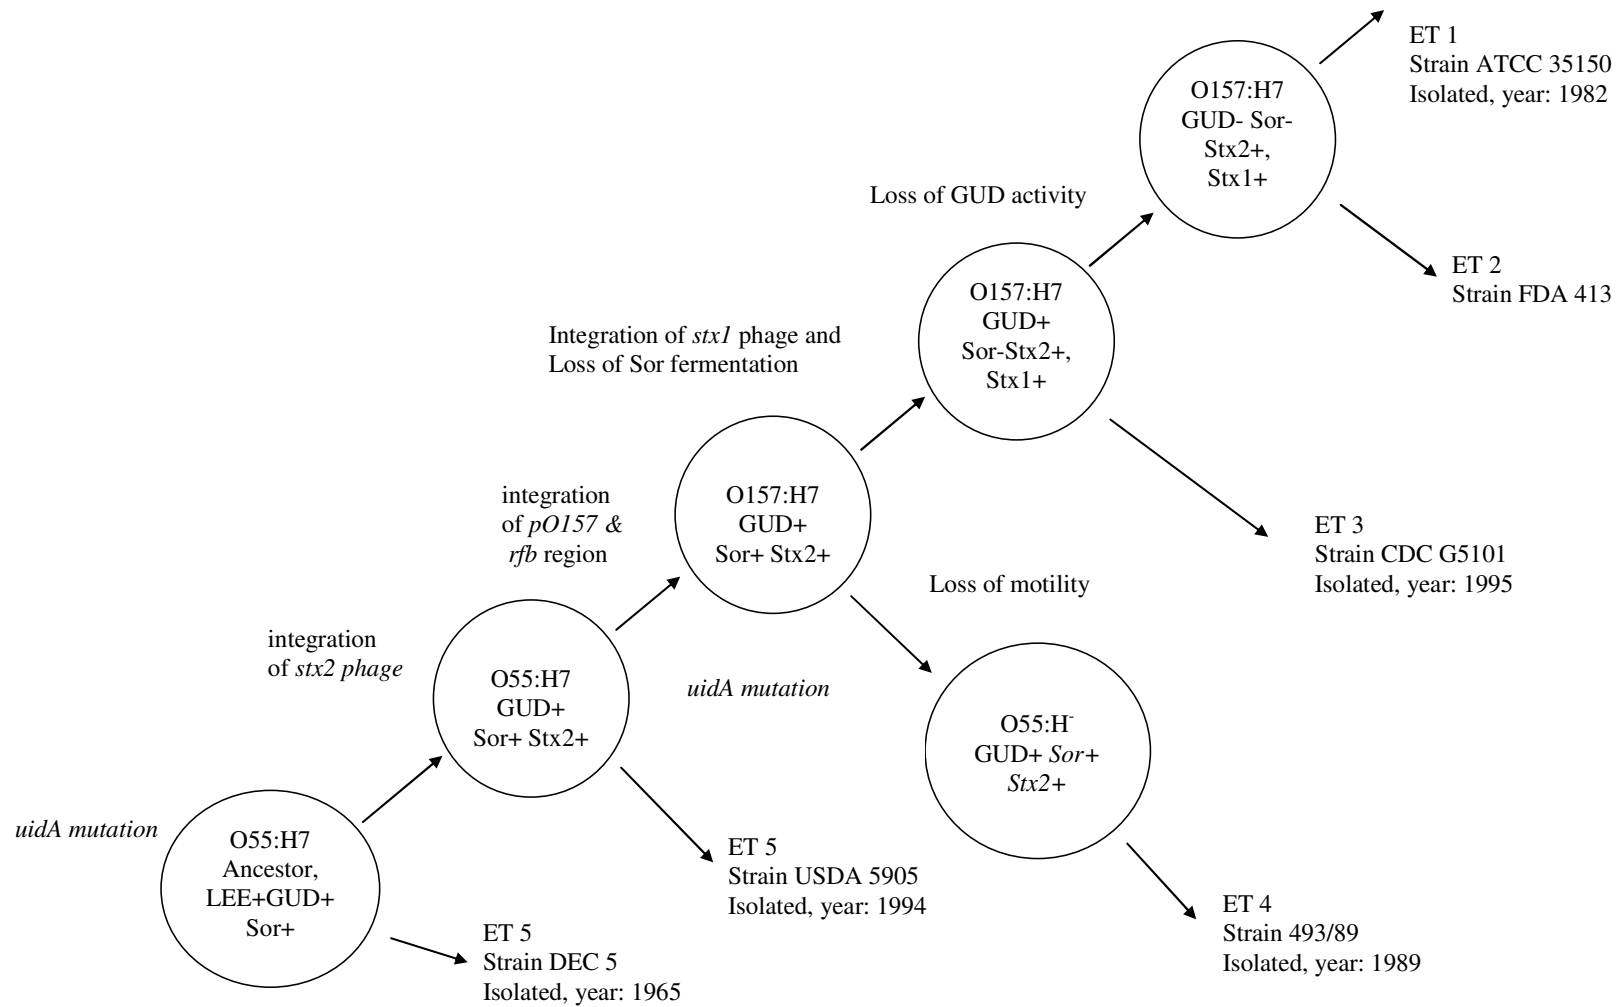 ET 1
Strain ATCC 35150
Isolated, year: 1982
O157:H7
GUD- Sor-
Stx2+,
Stx1+
Loss of GUD activity
ET 2
Strain FDA 413
O157:H7
GUD+
Sor-Stx2+,
Stx1+
Integration of stx1 phage and
Loss of Sor fermentation
ET 3
Strain CDC G5101
Isolated, year: 1995
integration
of pO157 &
rfb region
O157:H7
GUD+
Sor+ Stx2+
Loss of motility
uidA mutation
integration
of stx2 phage
O55:H7
GUD+
Sor+ Stx2+
O55:H-
GUD+ Sor+
Stx2+
ET 5
Strain USDA 5905
Isolated, year: 1994
ET 4
Strain 493/89
Isolated, year: 1989
uidA mutation
O55:H7
Ancestor,
LEE+GUD+
Sor+
ET 5
Strain DEC 5
Isolated, year: 1965